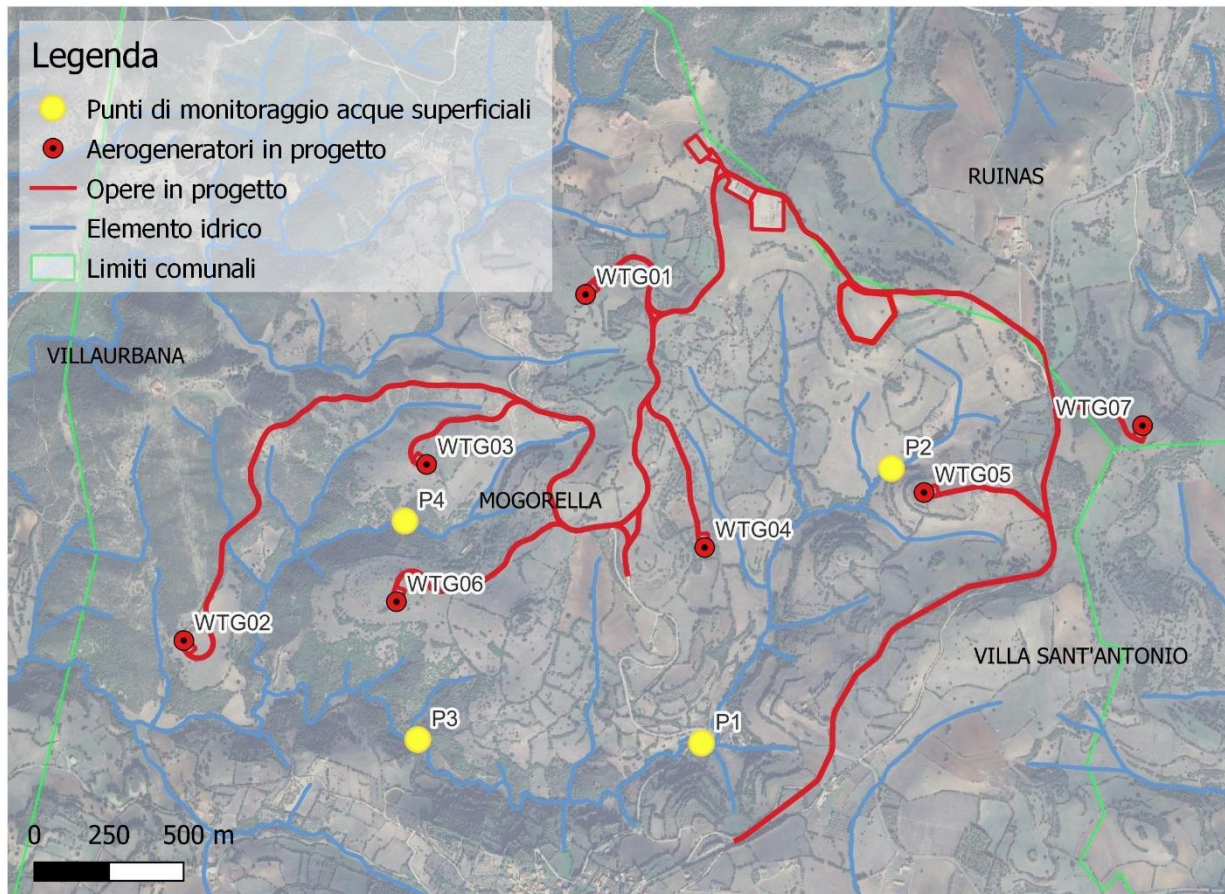 Legenda
Punti di monitoraggio acque superficiali
Aerogeneratori in progetto
Opere in progetto
Elemento idrico
Limiti comunali
RUINAS
WTG01
VILLAURBANA
WTG07
WTG03
P2
WTG05
P4
MOGORELLA
WTG04
WTG06
WTG02
VILLA SANT'ANTONIO
P3
P1
0 250 500 m